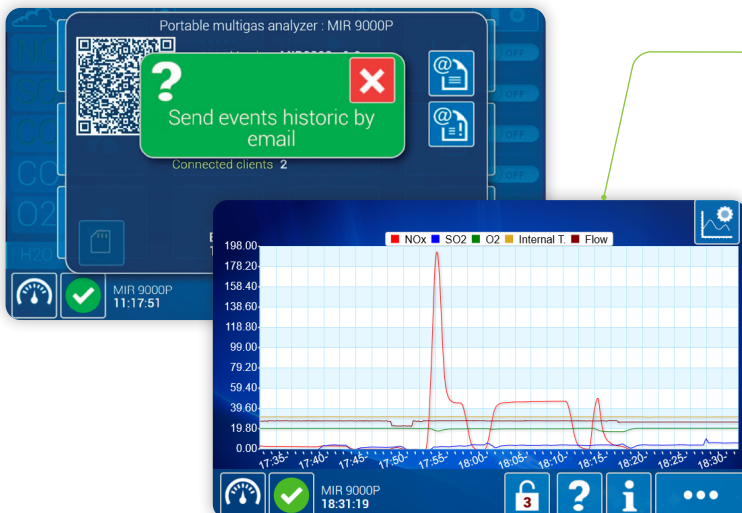 Portable multigas analyzer : MIR 9000P
?
Send events historic by
email
Connected clients 2
OFF
OFF
OFF
OFF
CO
CO
O2
H2O
MIR 9000P
11:17:51
NOx SO2 O2 Internal T. Flow
198.00
178.20
158.40
138.60
118.80
99.00
79.20
59.40
39.60
19.80
0.00
17:35 17:40 17:45 17:50 17:55 18:00 18:05 18:10 18:15 18:20 18:25 18:30
MIR 9000P
18:31:19
3
?
i